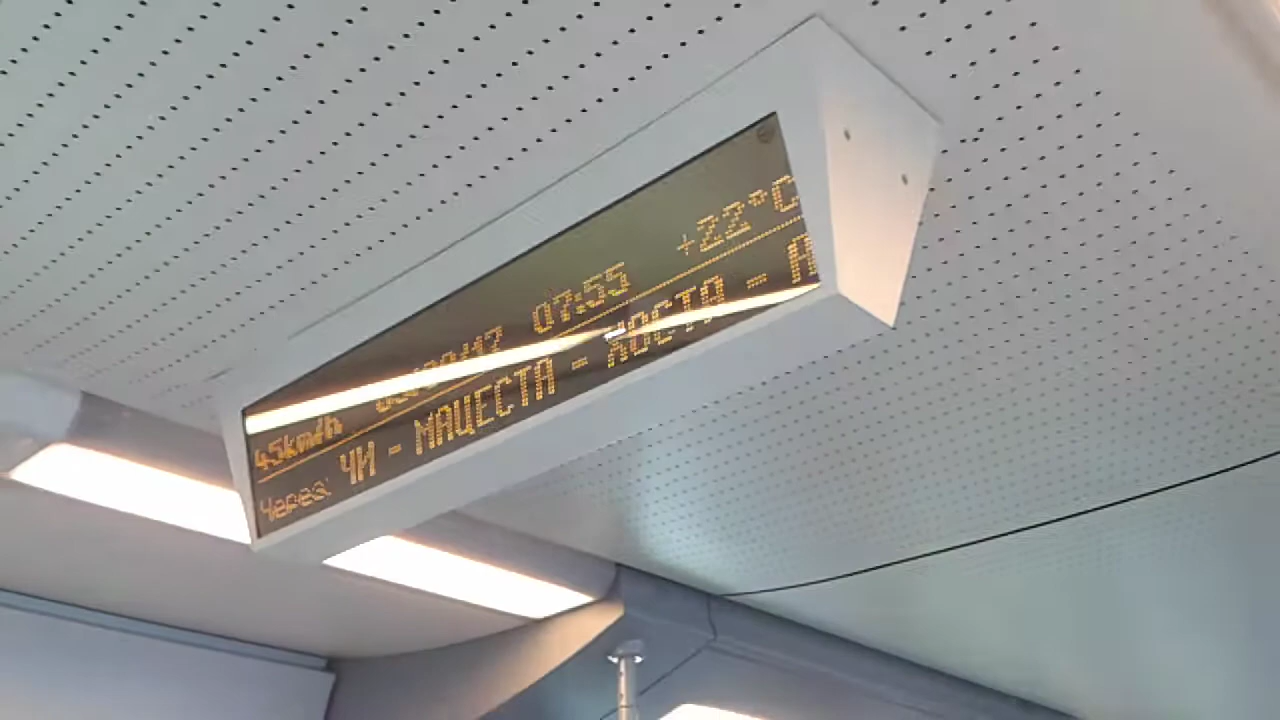 45km/h 07:55 +22°C
Через: ЧИ - МАЦЕСТА - ХОСТА - А